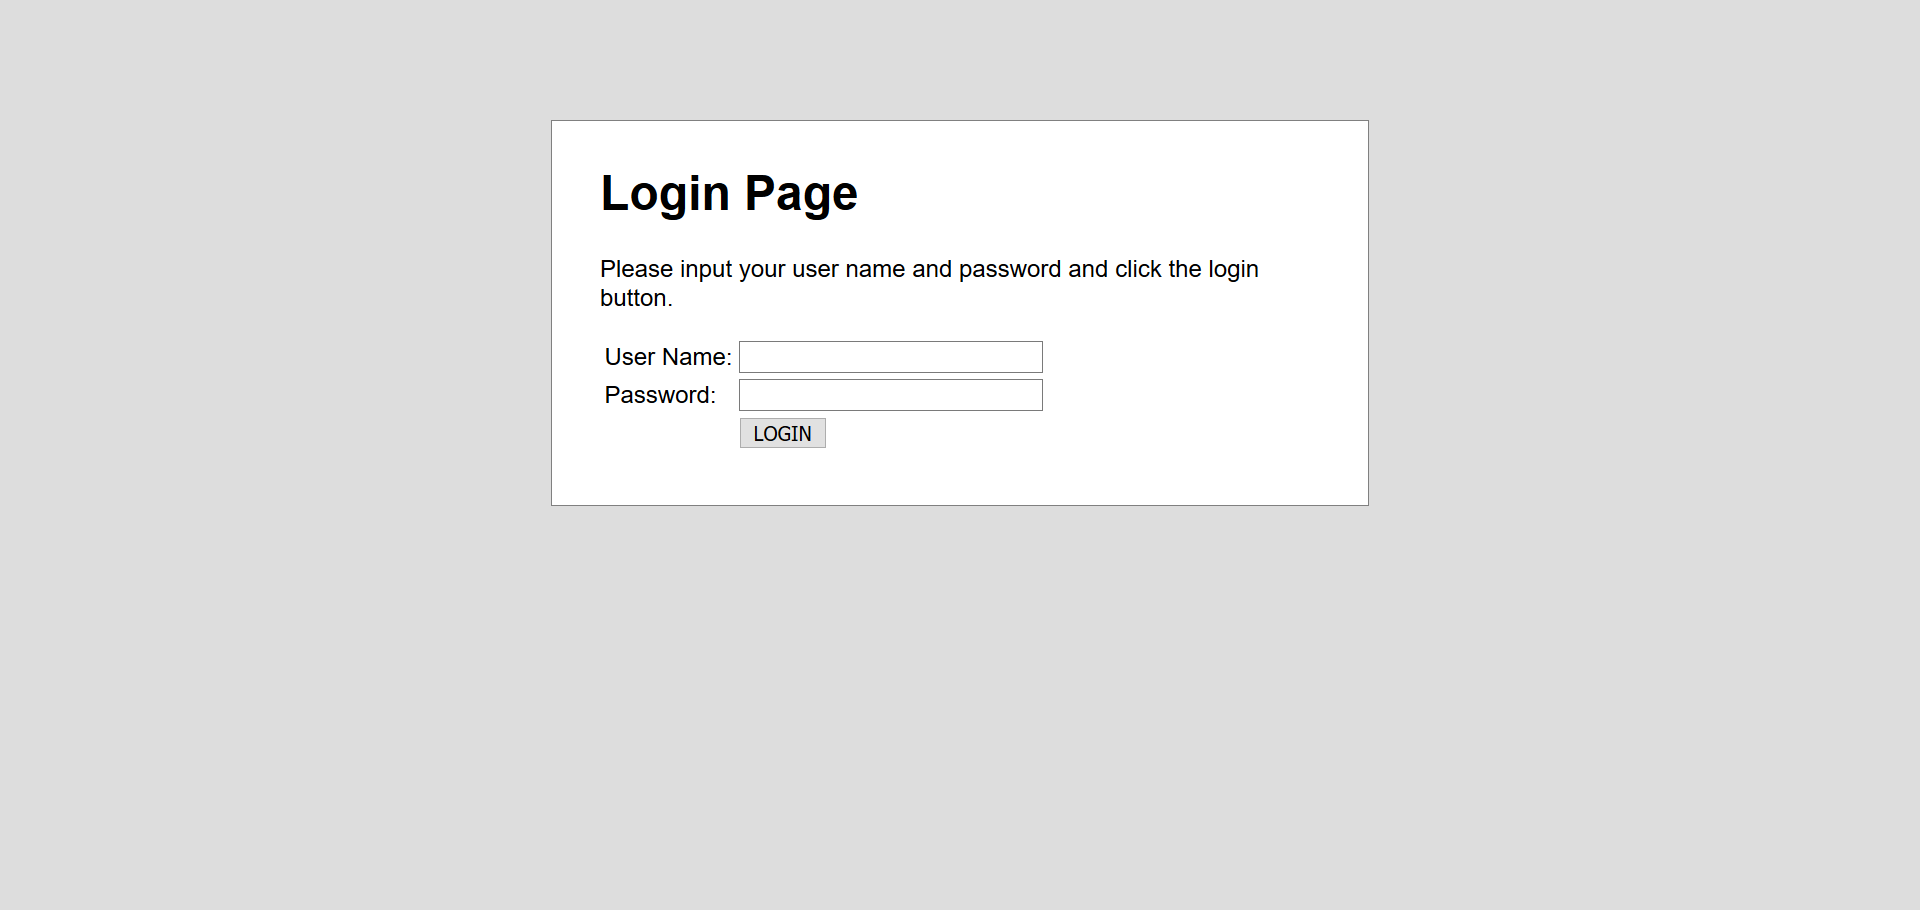 Login Page
Please input your user name and password and click the login
button.
User Name:
Password:
LOGIN